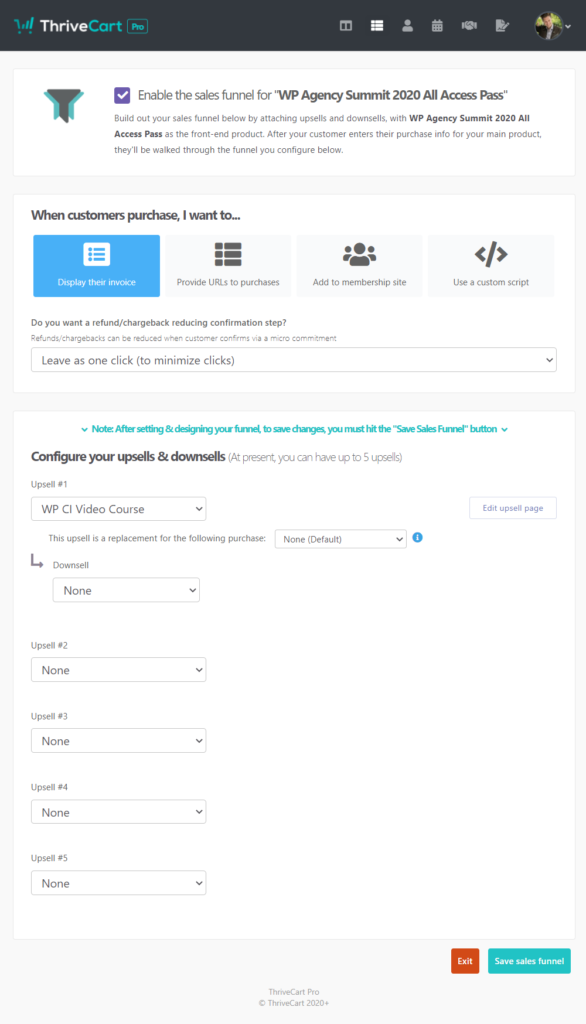 ThriveCart Pro
Enable the sales funnel for "WP Agency Summit 2020 All Access Pass"
Build out your sales funnel below by attaching upsells and downsells, with WP Agency Summit 2020 All
Access Pass as the front-end product. After your customer enters their purchase info for your main product,
they'll be walked through the funnel you configure below.
When customers purchase, I want to...
Display their invoice
Provide URLs to purchases
Add to membership site
Use a custom script
Do you want a refund/chargeback reducing confirmation step?
Refunds/chargebacks can be reduced when customer confirms via a micro commitment
Leave as one click (to minimize clicks)
Note: After setting & designing your funnel, to save changes, you must hit the "Save Sales Funnel" button
Configure your upsells & downsells (At present, you can have up to 5 upsells)
Upsell #1
WP CI Video Course
Edit upsell page
This upsell is a replacement for the following purchase: None (Default)
Downsell
None
Upsell #2
None
Upsell #3
None
Upsell #4
None
Upsell #5
None
Exit
Save sales funnel
ThriveCart Pro
© ThriveCart 2020+